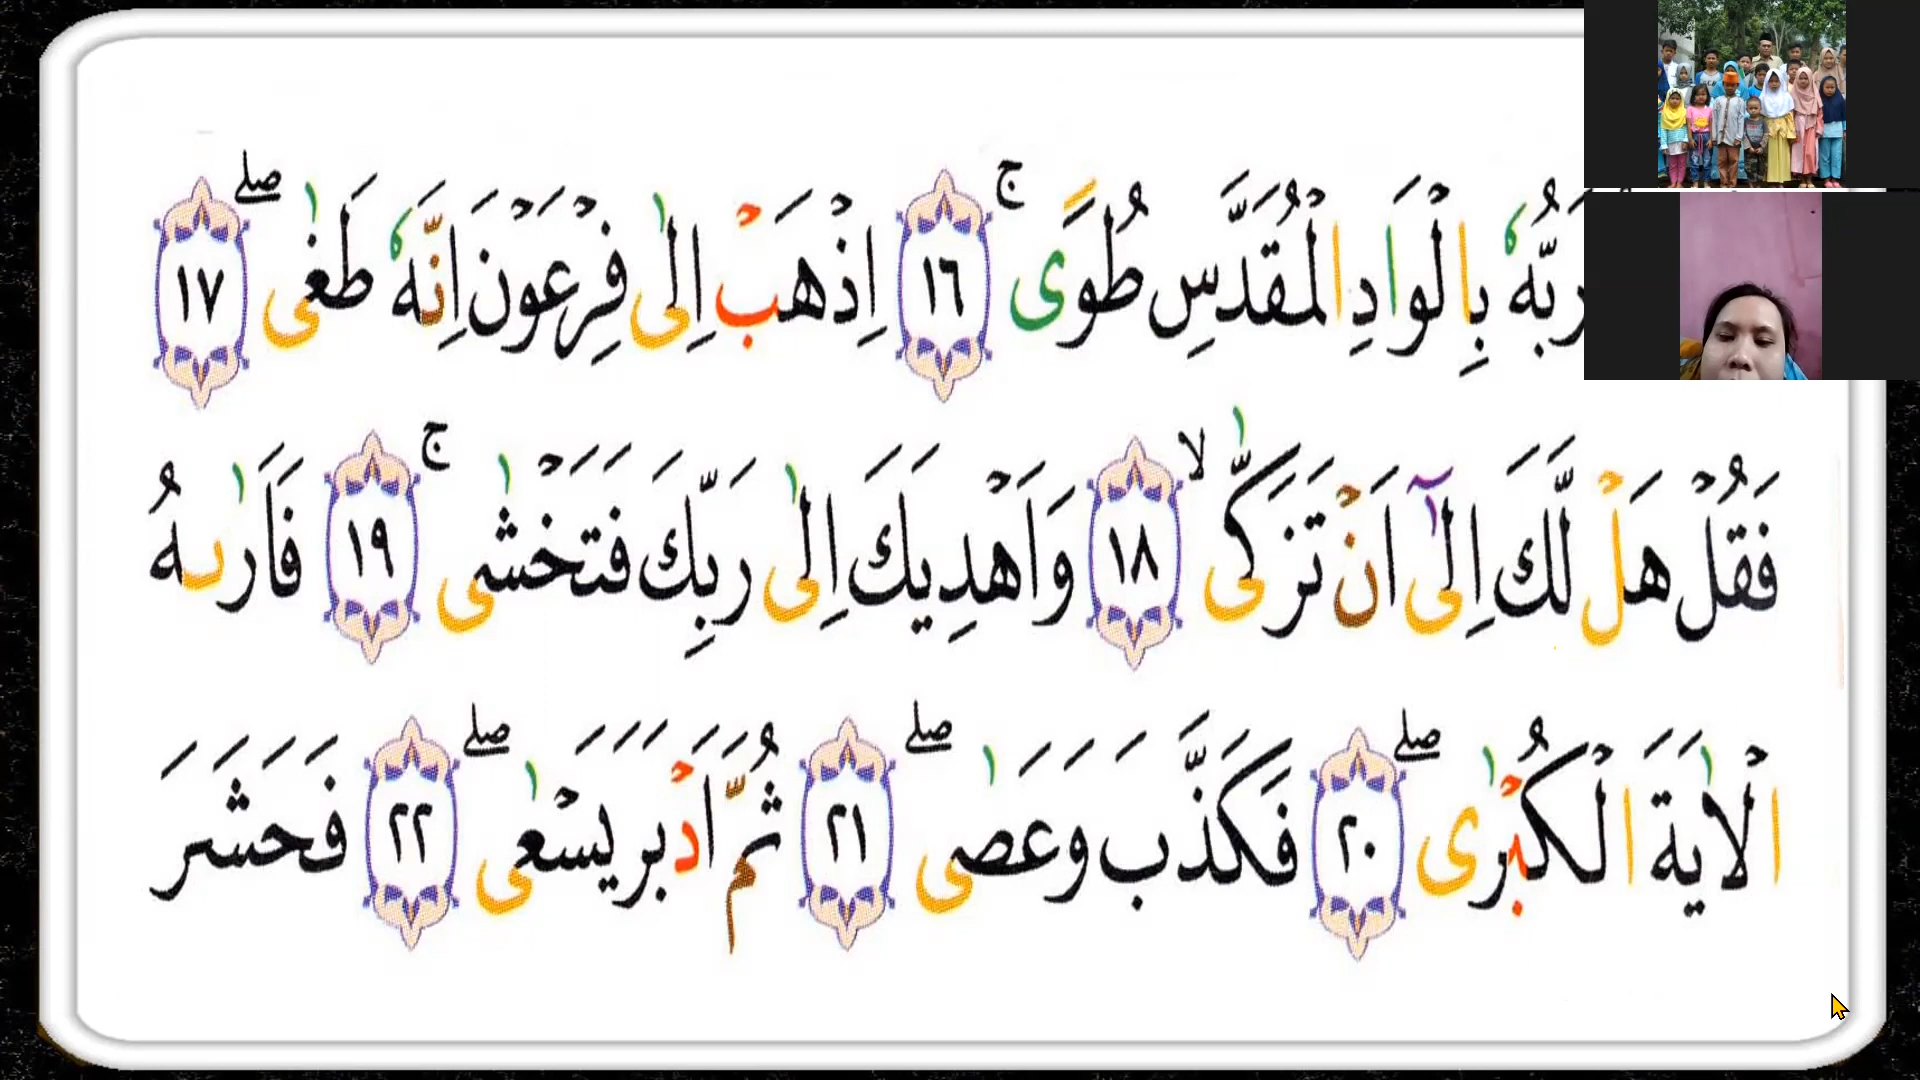 رَبُّهٗ بِالْوَادِ الْمُقَدَّسِ طُوًى ۚ ١٦ اِذْهَبْ اِلٰى فِرْعَوْنَ اِنَّهٗ طَغٰى ۖ ١٧
فَقُلْ هَلْ لَّكَ اِلٰٓى اَنْ تَزَكّٰى ۙ ١٨ وَاَهْدِيَكَ اِلٰى رَبِّكَ فَتَخْشٰى ۚ ١٩ فَاَرٰىهُ
الْاٰيَةَ الْكُبْرٰى ۖ ٢٠ فَكَذَّبَ وَعَصٰى ۖ ٢١ ثُمَّ اَدْبَرَ يَسْعٰى ۖ ٢٢ فَحَشَرَ